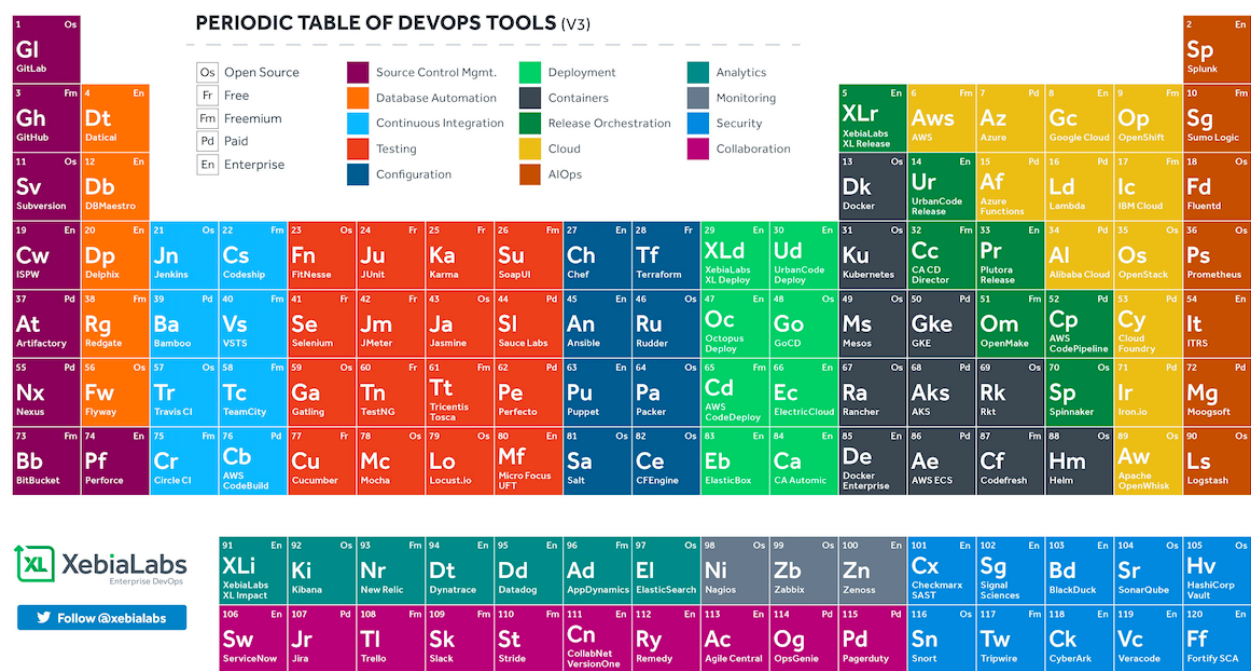 PERIODIC TABLE OF DEVOPS TOOLS (V3)
Os Open Source
Fr Free
Fm Freemium
Pd Paid
En Enterprise
Source Control Mgmt.
Database Automation
Continuous Integration
Testing
Configuration
Deployment
Containers
Release Orchestration
Cloud
AIOps
Analytics
Monitoring
Security
Collaboration
1 Os
Gl
GitLab
2 En
Sp
Splunk
3 Fm
Gh
GitHub
4 En
Dt
Datical
5 En
XLr
XebiaLabs
XL Release
6 Fm
Aws
AWS
7 Pd
Az
Azure
8 En
Gc
Google Cloud
9 Fm
Op
OpenShift
10 Fm
Sg
Sumo Logic
11 Os
Sv
Subversion
12 En
Db
DBMaestro
13 Os
Dk
Docker
14 En
Ur
UrbanCode
Release
15 Pd
Af
Azure
Functions
16 Pd
Ld
Lambda
17 Fm
Ic
IBM Cloud
18 Os
Fd
Fluentd
19 En
Cw
ISPW
20 En
Dp
Delphix
21 Os
Jn
Jenkins
22 Fm
Cs
Codeship
23 Os
Fn
FitNesse
24 Fr
Ju
JUnit
25 Fr
Ka
Karma
26 Fm
Su
SoapUI
27 En
Ch
Chef
28 Fr
Tf
Terraform
29 En
XLd
XebiaLabs
XL Deploy
30 En
Ud
UrbanCode
Deploy
31 Os
Ku
Kubernetes
32 Fm
Cc
CA CD
Director
33 En
Pr
Plutora
Release
34 Pd
Al
Alibaba Cloud
35 Os
Os
OpenStack
36 Os
Ps
Prometheus
37 Pd
At
Artifactory
38 Fm
Rg
Redgate
39 Pd
Ba
Bamboo
40 Fm
Vs
VSTS
41 Fr
Se
Selenium
42 Fr
Jm
JMeter
43 Os
Ja
Jasmine
44 Pd
Sl
Sauce Labs
45 En
An
Ansible
46 Os
Ru
Rudder
47 En
Oc
Octopus
Deploy
48 Os
Go
GoCD
49 Os
Ms
Mesos
50 Pd
Gke
GKE
51 Fm
Om
OpenMake
52 Pd
Cp
AWS
CodePipeline
53 Pd
Cy
Cloud
Foundry
54 En
It
ITRS
55 Pd
Nx
Nexus
56 Os
Fw
Flyway
57 Os
Tr
Travis CI
58 Fm
Tc
TeamCity
59 Os
Ga
Gatling
60 Fr
Tn
TestNG
61 Fm
Tt
Tricentis
Tosca
62 Pd
Pe
Perfecto
63 En
Pu
Puppet
64 Os
Pa
Packer
65 Fm
Cd
AWS
CodeDeploy
66 En
Ec
ElectricCloud
67 Os
Ra
Rancher
68 Pd
Aks
AKS
69 Os
Rk
Rkt
70 Os
Sp
Spinnaker
71 Pd
Ir
Iron.io
72 Pd
Mg
Moogsoft
73 Fm
Bb
BitBucket
74 En
Pf
Perforce
75 Fm
Cr
Circle CI
76 Pd
Cb
AWS
CodeBuild
77 Fr
Cu
Cucumber
78 Os
Mc
Mocha
79 Os
Lo
Locust.io
80 En
Mf
Micro Focus
UFT
81 Os
Sa
Salt
82 Os
Ce
CFEngine
83 En
Eb
ElasticBox
84 En
Ca
CA Automic
85 En
De
Docker
Enterprise
86 Pd
Ae
AWS ECS
87 Fm
Cf
Codefresh
88 Os
Hm
Helm
89 Os
Aw
Apache
OpenWhisk
90 Os
Ls
Logstash
XL XebiaLabs
Enterprise DevOps
Follow @xebialabs
91 En
XLi
XebiaLabs
XL Impact
92 Os
Ki
Kibana
93 Fm
Nr
New Relic
94 En
Dt
Dynatrace
95 En
Dd
Datadog
96 Fm
Ad
AppDynamics
97 Os
El
ElasticSearch
98 Os
Ni
Nagios
99 Os
Zb
Zabbix
100 En
Zn
Zenoss
101 En
Cx
Checkmarx
SAST
102 En
Sg
Signal
Sciences
103 En
Bd
BlackDuck
104 Os
Sr
SonarQube
105 Os
Hv
HashiCorp
Vault
106 En
Sw
ServiceNow
107 Pd
Jr
Jira
108 Fm
Tl
Trello
109 Fm
Sk
Slack
110 Fm
St
Stride
111 En
Cn
CollabNet
VersionOne
112 En
Ry
Remedy
113 En
Ac
Agile Central
114 Pd
Og
OpsGenie
115 Pd
Pd
Pagerduty
116 Os
Sn
Snort
117 Fm
Tw
Tripwire
118 En
Ck
CyberArk
119 En
Vc
Veracode
120 En
Ff
Fortify SCA